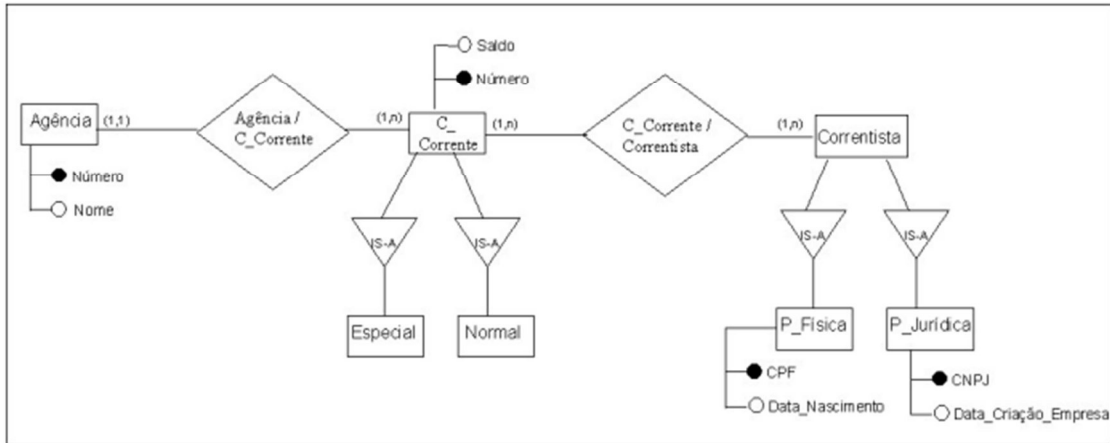 Saldo
Número
Agência
(1,1)
Agência /
C_Corrente
(1,n)
C_
Corrente
(1,n)
C_Corrente /
Correntista
(1,n)
Correntista
Número
Nome
IS-A
IS-A
IS-A
IS-A
Especial
Normal
P_Física
P_Jurídica
CPF
CNPJ
Data_Nascimento
Data_Criação_Empresa